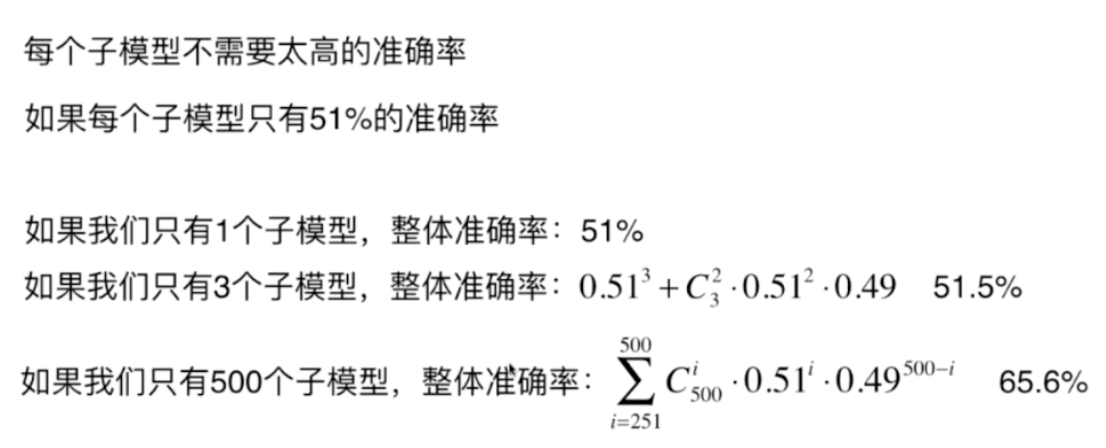 每个子模型不需要太高的准确率
如果每个子模型只有51%的准确率
如果我们只有1个子模型，整体准确率：51%
如果我们只有3个子模型，整体准确率：$0.51^3 + C_3^2 \cdot 0.51^2 \cdot 0.49$ 51.5%
如果我们只有500个子模型，整体准确率：$\sum_{i=251}^{500} C_{500}^i \cdot 0.51^i \cdot 0.49^{500-i}$ 65.6%